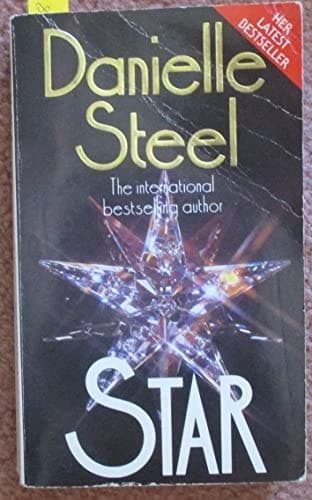 HER
LATEST
BESTSELLER
Danielle
Steel
The international
bestselling author
STAR